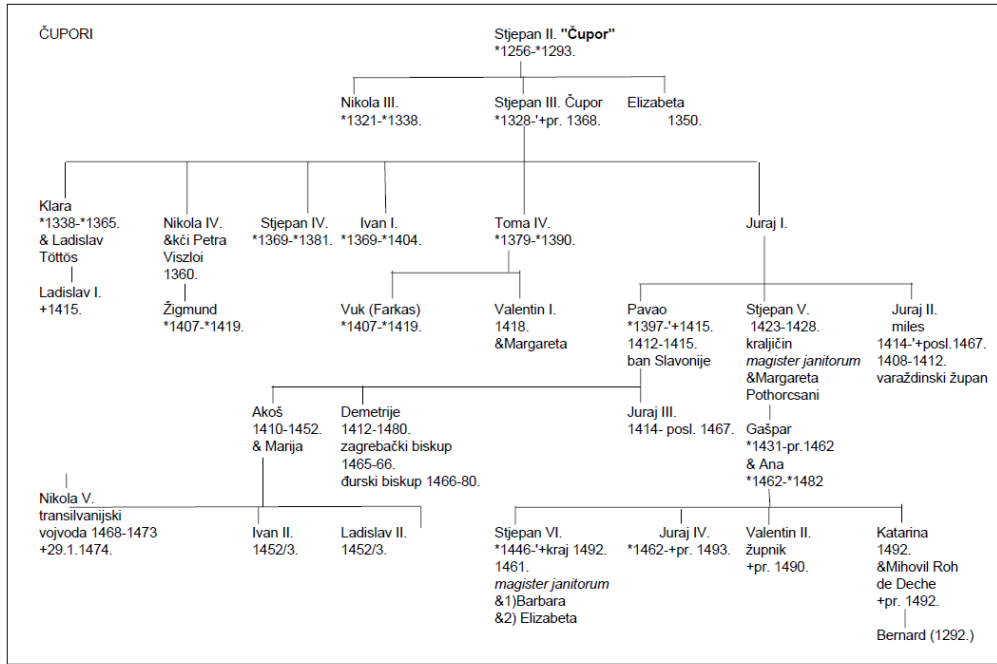 ČUPORI
Stjepan II. "Čupor"
*1256-*1293.
Nikola III.
*1321-*1338.
Stjepan III. Čupor
*1328-'+pr. 1368.
Elizabeta
1350.
Klara
*1338-*1365.
& Ladislav
Töttös
Nikola IV.
&kći Petra
Viszloi
1360.
Stjepan IV.
*1369-*1381.
Ivan I.
*1369-*1404.
Toma IV.
*1379-*1390.
Juraj I.
Ladislav I.
+1415.
Žigmund
*1407-*1419.
Vuk (Farkas)
*1407-*1419.
Valentin I.
1418.
&Margareta
Pavao
*1397-'+1415.
1412-1415.
ban Slavonije
Stjepan V.
1423-1428.
kraljičin
magister janitorum
&Margareta
Pothorcsani
Juraj II.
miles
1414-'+posl.1467.
1408-1412.
varaždinski župan
Akoš
1410-1452.
& Marija
Demetrije
1412-1480.
zagrebački biskup
1465-66.
đurski biskup 1466-80.
Juraj III.
1414- posl. 1467.
Gašpar
*1431-pr.1462
& Ana
*1462-*1482
Nikola V.
transilvanijski
vojvoda 1468-1473
+29.1.1474.
Ivan II.
1452/3.
Ladislav II.
1452/3.
Stjepan VI.
*1446-'+kraj 1492.
1461.
magister janitorum
&1)Barbara
&2) Elizabeta
Juraj IV.
*1462-+pr. 1493.
Valentin II.
župnik
+pr. 1490.
Katarina
1492.
&Mihovil Roh
de Deche
+pr. 1492.
Bernard (1292.)